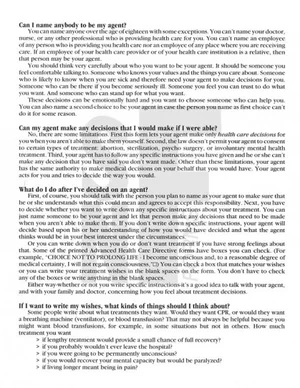 Can I name anybody to be my agent?
You can name anyone over the age of eighteen with some exceptions. You can't name your doctor,
nurse, or any other professional who is providing health care for you. You can't name an employee
of any person who is providing you health care nor an employee of any place where you are receiving
care. If an employee of your health care provider or of your health care institution is a relative, then
that person may be your agent.
You should think very carefully about who you want to be your agent. It should be someone you
feel comfortable talking to. Someone who knows your values and the things you care about. Someone
who is likely to know when you are sick and therefore need your agent to make decisions for you.
Someone who can be there if you become seriously ill. Someone you feel you can trust to do what
you want. And someone who can stand up for what you want.
These decisions can be emotionally hard and you want to choose someone who can help you.
You can also name a second choice to be your agent in case the person you name as first choice can't
do it for some reason.
Can my agent make any decisions that I would make if I were able?
No, there are some limitations. First this form lets your agent make only health care decisions for
you when you aren't able to make them yourself. Second, the law doesn't permit your agent to consent
to certain types of treatment: abortion, sterilization, psycho surgery, or involuntary mental health
treatment. Third, your agent has to follow any specific instructions you have given and he or she can't
make any decision that you have said you don't want made. Other than these limitations, your agent
has the same authority to make medical decisions on your behalf that you would have. Your agent
acts for you and tries to decide the way you would.
What do I do after I've decided on an agent?
First, of course, you should talk with the person you plan to name as your agent to make sure that
he or she understands what this could mean and agrees to accept this responsibility. Next, you have
to decide whether you want to write down any specific instructions about your treatment. You can
just name someone to be your agent and let that person make any decisions that need to be made
when you aren't able to make them. If you don't write down specific instructions, your agent will
decide based upon his or her understanding of how you would have decided and what the agent
thinks would be in your best interest under the circumstances.
Or you can write down when you do or don't want treatment if you have strong feelings about
that. Some of the printed Advanced Health Care Directive forms have boxes you can check. (For
example, "CHOICE NOT TO PROLONG LIFE - I become unconscious and, to a reasonable degree of
medical certainty, I will not regain consciousness.") You can check a box that matches your wishes
or you can write your treatment wishes in the blank spaces on the form. You don't have to check
any of the boxes or write anything in the blank spaces.
Either way whether or not you write specific instructions it's a good idea to talk with your agent,
and with your family and doctor, concerning how you feel about treatment decisions.
If I want to write my wishes, what kinds of things should I think about?
Some people write about what treatments they want. Would they want CPR, or would they want
a breathing machine (ventilator), or blood transfusion? That may not always be helpful because you
might want blood transfusions, for example, in some situations but not in others. How much
treatment you want
➤ if lengthy treatment would provide a small chance of full recovery?
➤ if you probably wouldn't ever leave the hospital?
➤ if you were going to be permanently unconscious?
➤ if you would recover your mental capacity but would be paralyzed?
➤ if living longer meant being in pain?